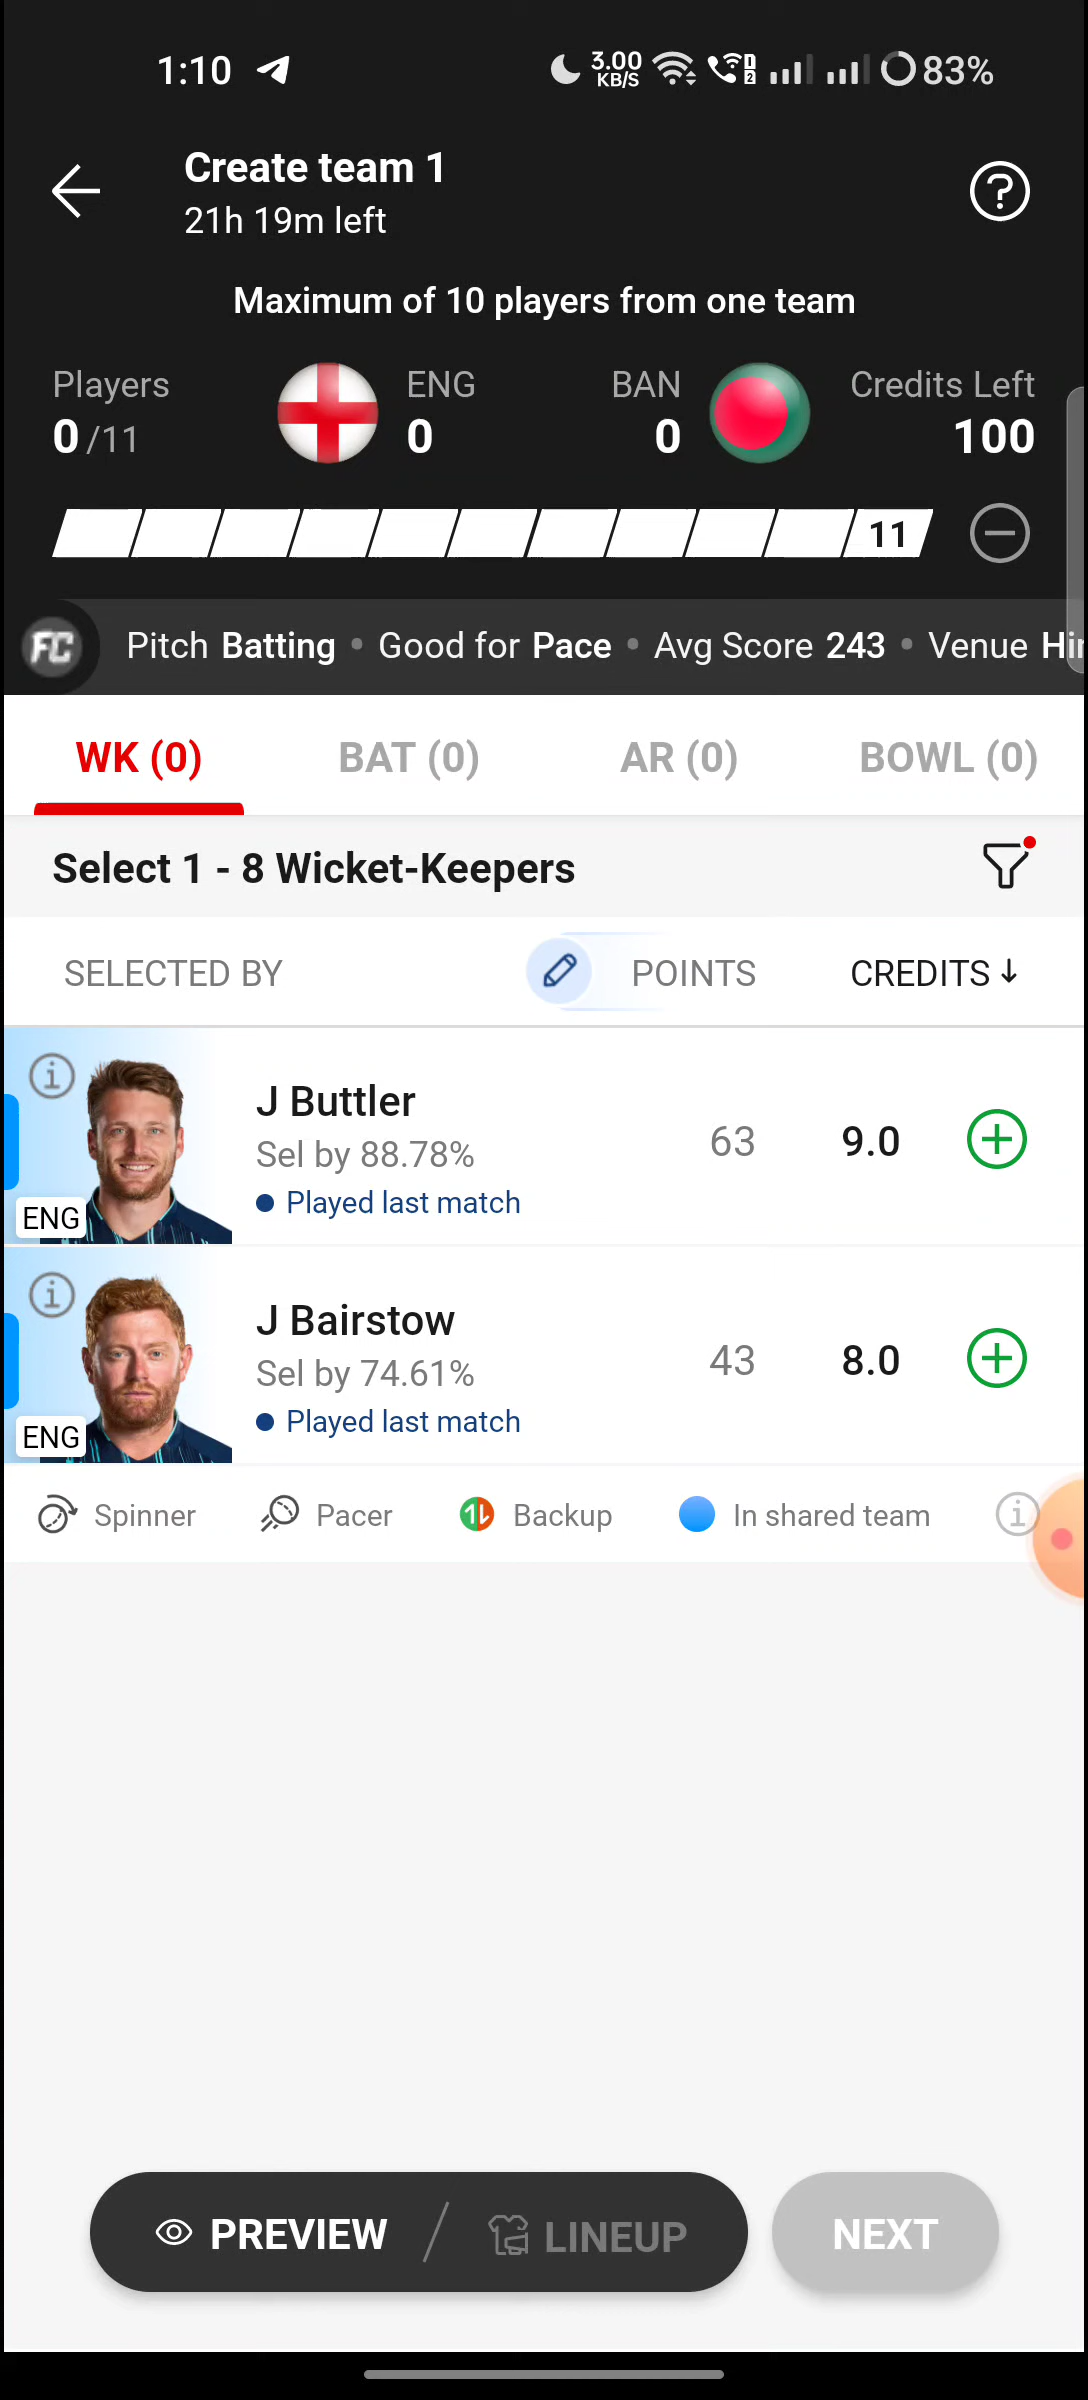 1:10
3.00
KB/S
1
2
83%
Create team 1
21h 19m left
Maximum of 10 players from one team
Players
0 /11
ENG
0
BAN
0
Credits Left
100
11
FC
Pitch Batting • Good for Pace • Avg Score 243 • Venue
WK (0)
BAT (0)
AR (0)
BOWL (0)
Select 1 - 8 Wicket-Keepers
SELECTED BY
POINTS
CREDITS ↓
J Buttler
Sel by 88.78%
Played last match
63
9.0
ENG
J Bairstow
Sel by 74.61%
Played last match
43
8.0
ENG
Spinner
Pacer
Backup
In shared team
PREVIEW
LINEUP
NEXT